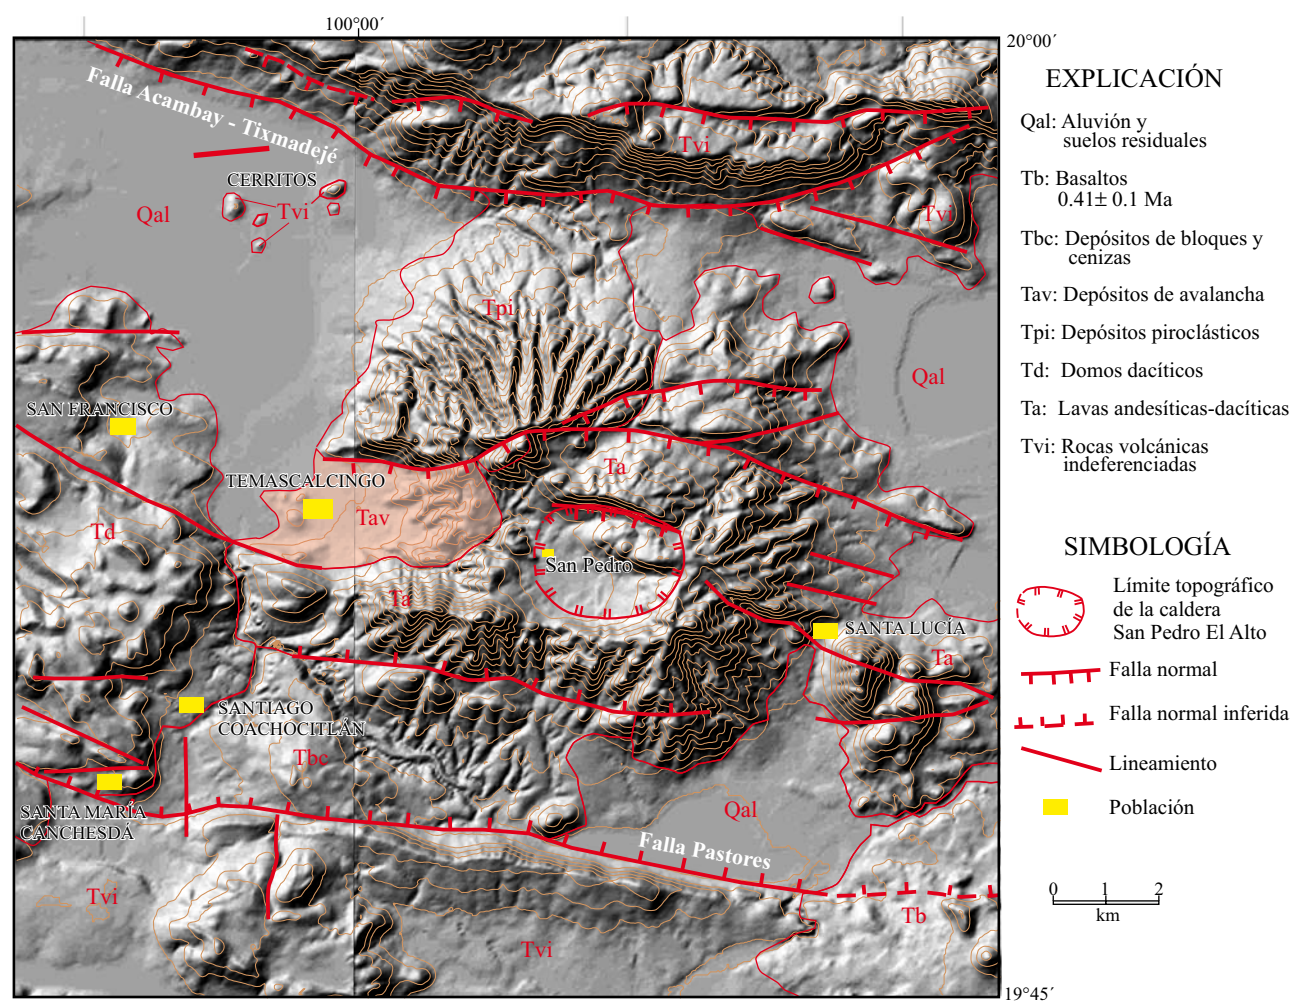 100°00´
20°00´
Falla Acambay - Tixmadejé
Tvi
CERRITOS
Qal
Tvi
Tvi
Tpi
Qal
SAN FRANCISCO
TEMASCALCINGO
Ta
Tav
Td
San Pedro
Ta
SANTA LUCÍA
Ta
SANTIAGO
COACHOCITLÁN
Tbc
SANTA MARÍA
CANCHESDÁ
Qal
Falla Pastores
Tvi
Tb
Tvi
19°45´
EXPLICACIÓN
Qal: Aluvión y
suelos residuales
Tb: Basaltos
0.41± 0.1 Ma
Tbc: Depósitos de bloques y
cenizas
Tav: Depósitos de avalancha
Tpi: Depósitos piroclásticos
Td: Domos dacíticos
Ta: Lavas andesíticas-dacíticas
Tvi: Rocas volcánicas
indeferenciadas
SIMBOLOGÍA
Límite topográfico
de la caldera
San Pedro El Alto
Falla normal
Falla normal inferida
Lineamiento
Población
0 1 2
km